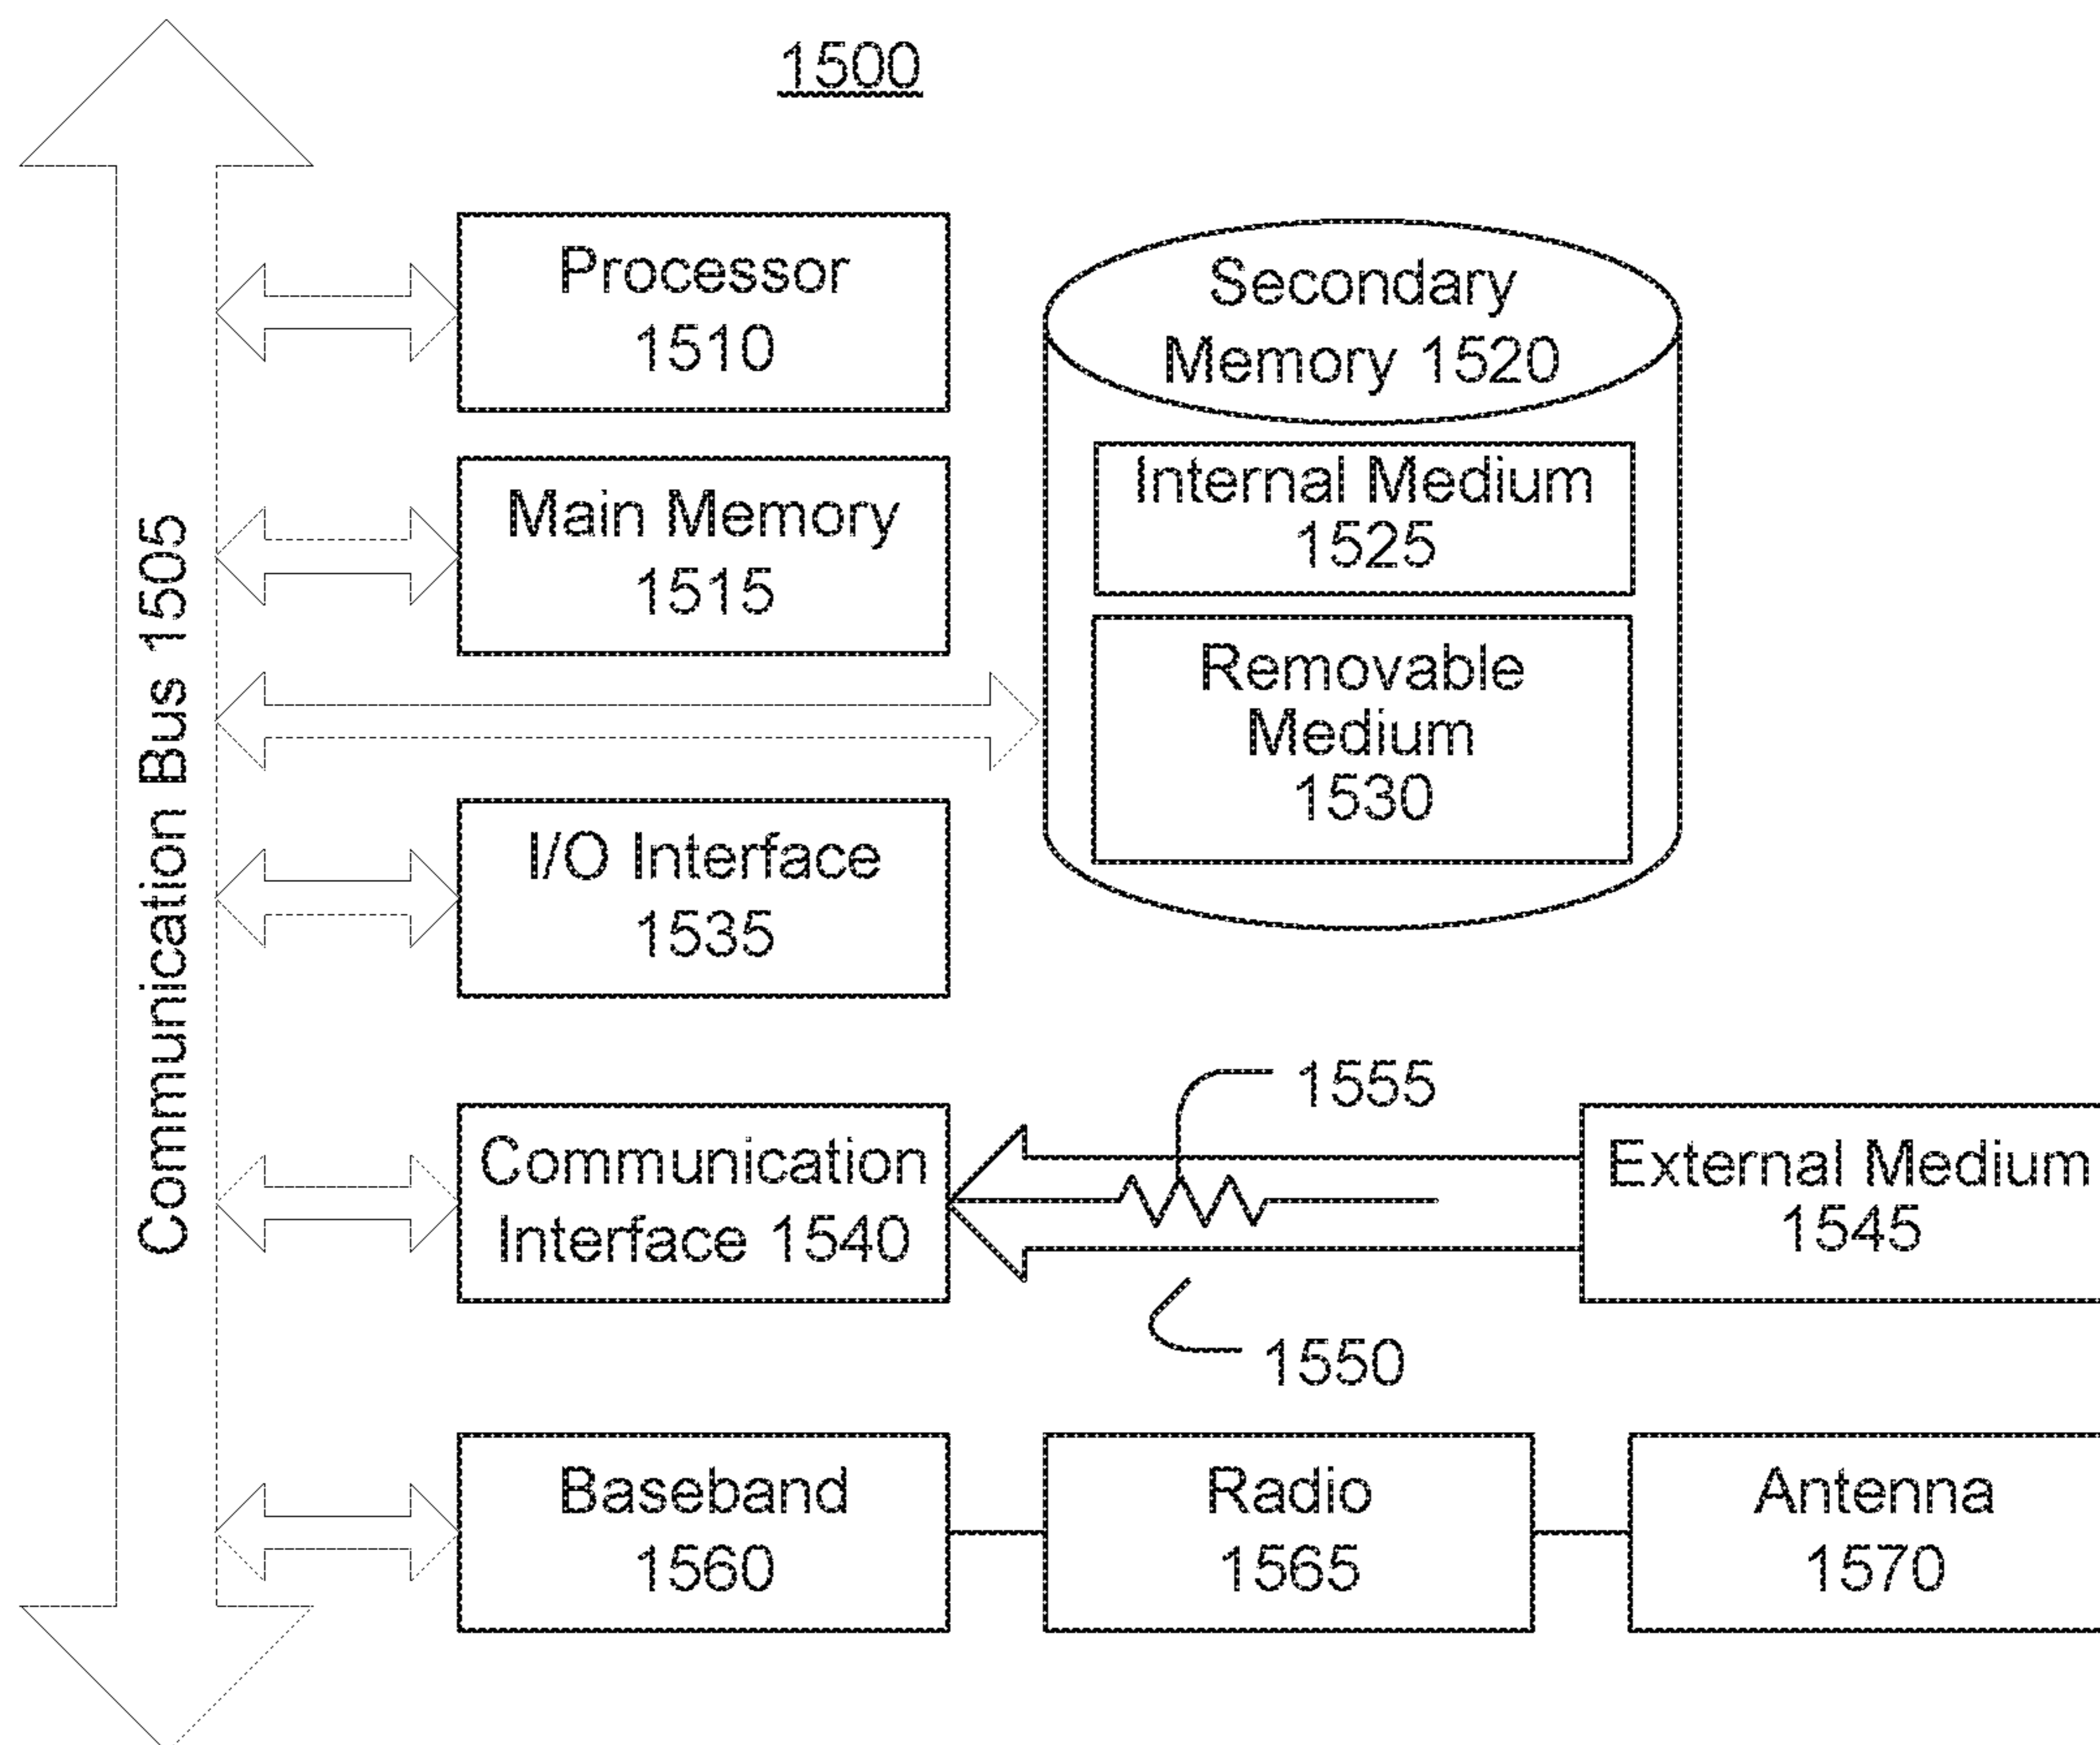 1500
Communication Bus 1505
Processor
1510
Secondary
Memory 1520
Main Memory
1515
Internal Medium
1525
Removable
Medium
1530
I/O Interface
1535
1555
Communication
Interface 1540
External Medium
1545
1550
Baseband
1560
Radio
1565
Antenna
1570